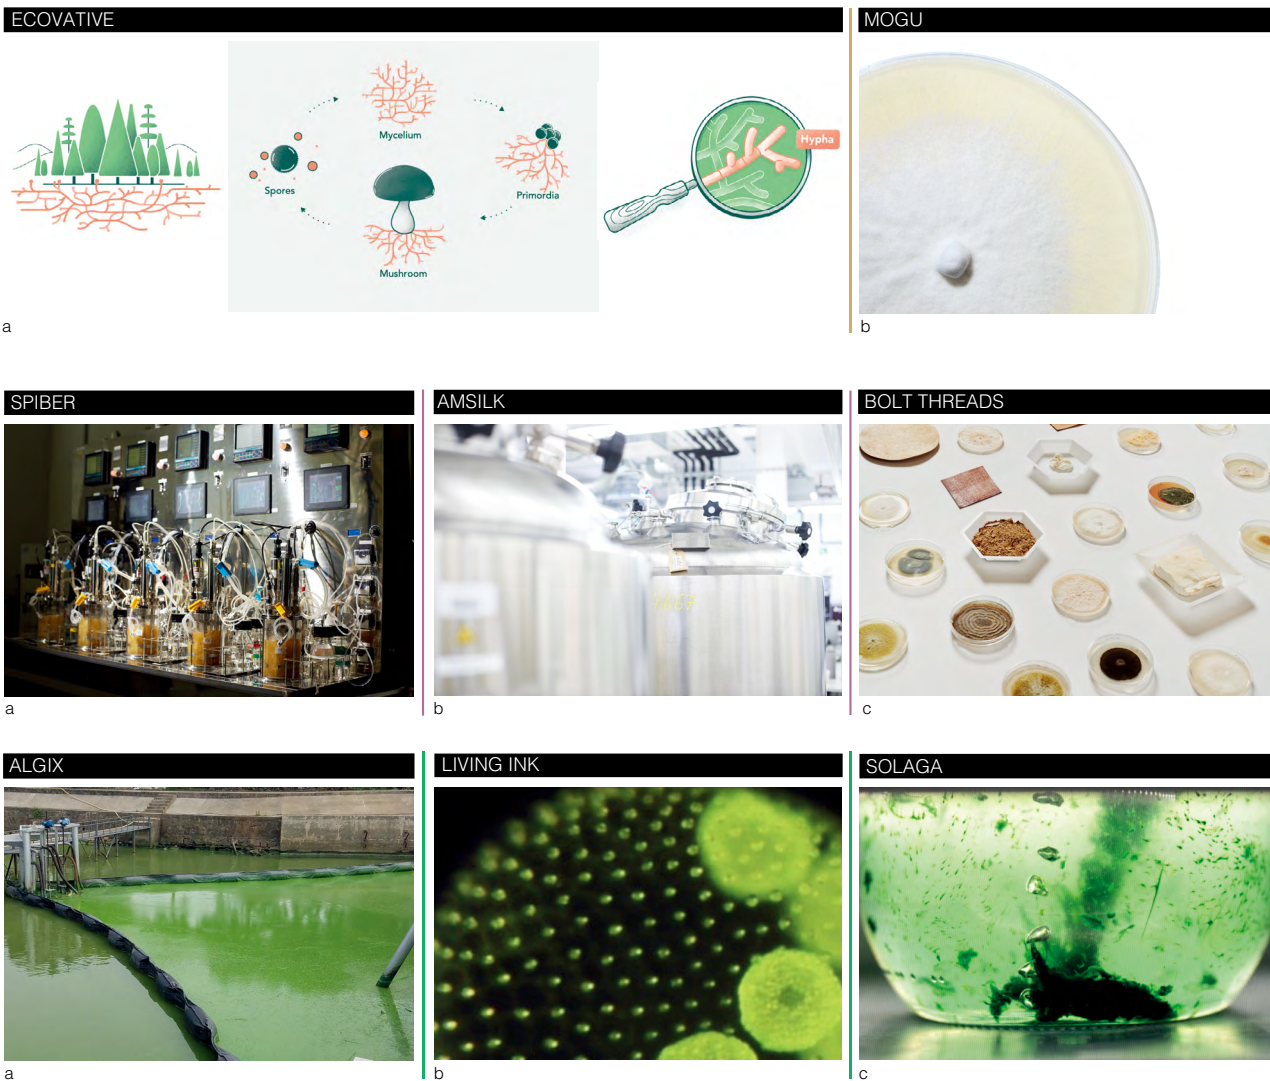 ECOVATIVE
MOGU
Mycelium
Hypha
Spores
Primordia
Mushroom
a
b
SPIBER
AMSILK
BOLT THREADS
a
b
c
ALGIX
LIVING INK
SOLAGA
a
b
c